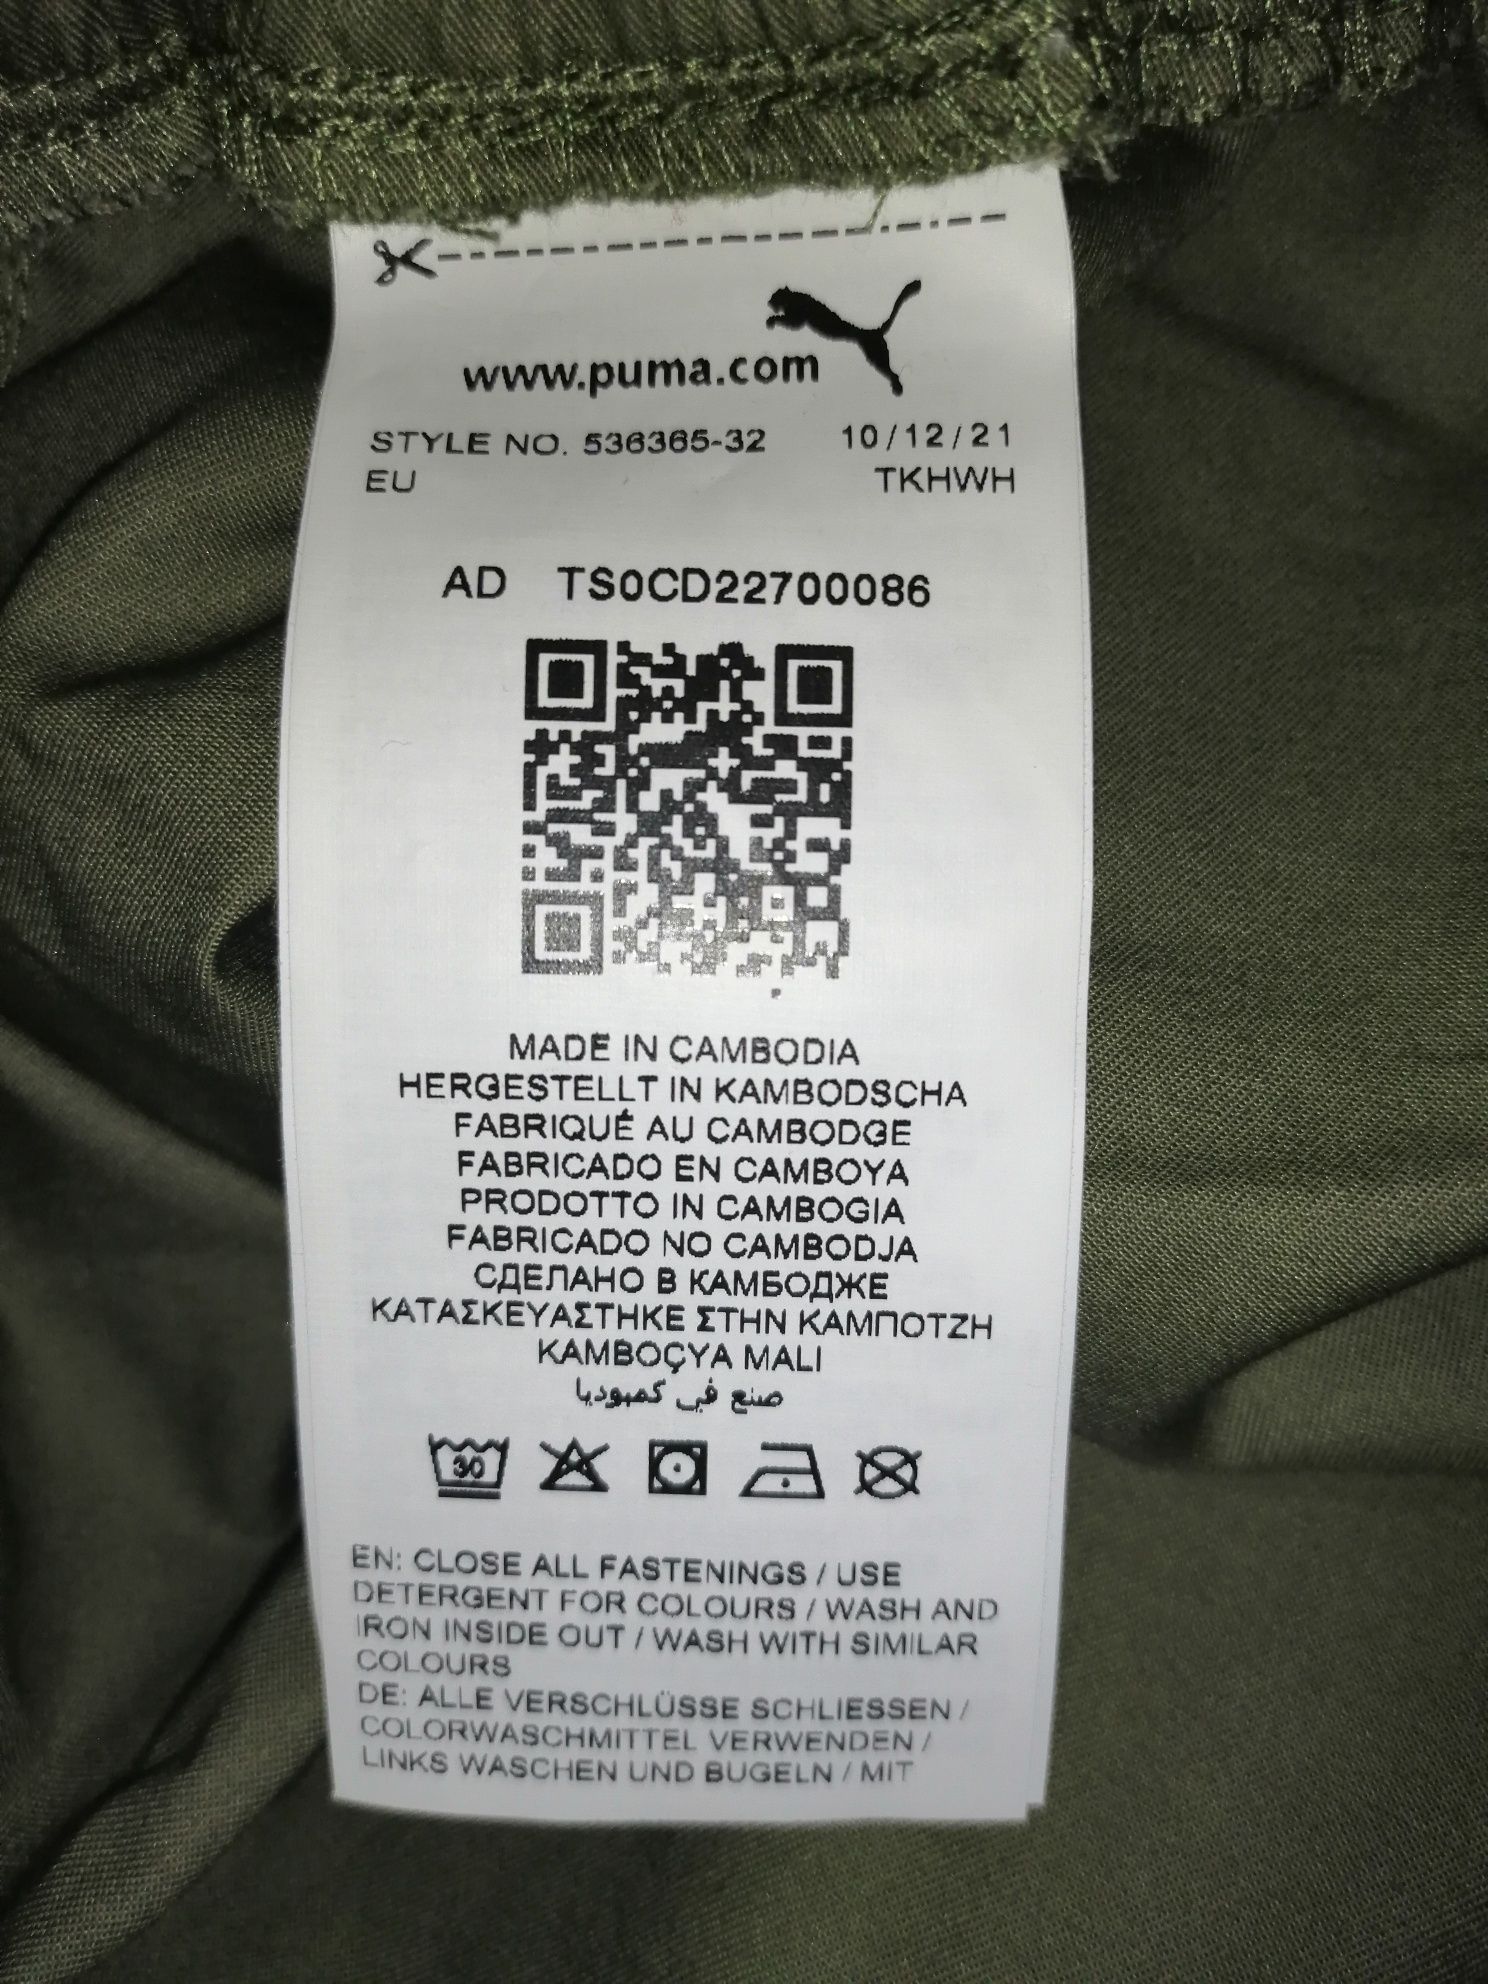 www.puma.com
STYLE NO. 536365-32 10/12/21
EU TKHWH
AD TS0CD22700086
MADE IN CAMBODIA
HERGESTELLT IN KAMBODSCHA
FABRIQUÉ AU CAMBODGE
FABRICADO EN CAMBOYA
PRODOTTO IN CAMBOGIA
FABRICADO NO CAMBODJA
СДЕЛАНО В КАМБОДЖЕ
ΚΑΤΑΣΚΕΥΑΣΤΗΚΕ ΣΤΗΝ ΚΑΜΠΟΤΖΗ
KAMBOÇYA MALI
صنع في كمبوديا
30
EN: CLOSE ALL FASTENINGS / USE
DETERGENT FOR COLOURS / WASH AND
IRON INSIDE OUT / WASH WITH SIMILAR
COLOURS
DE: ALLE VERSCHLÜSSE SCHLIESSEN /
COLORWASCHMITTEL VERWENDEN /
LINKS WASCHEN UND BUGELN / MIT